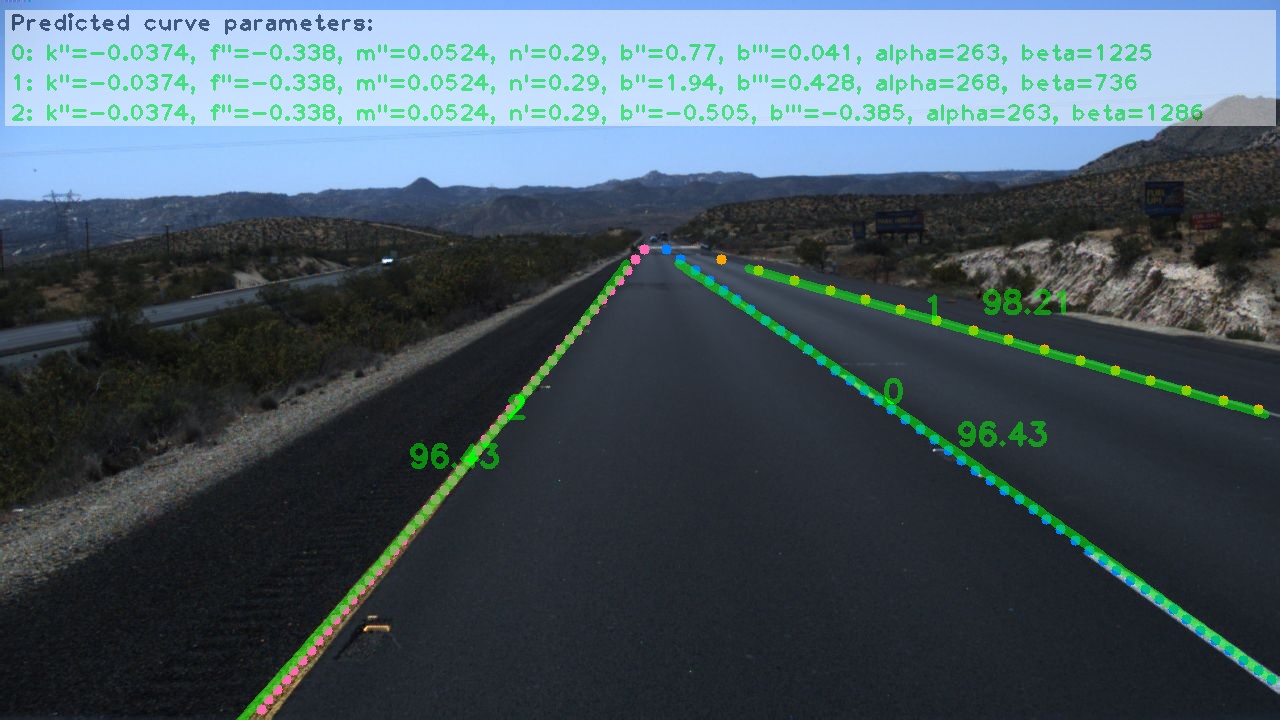 Predicted curve parameters:
0: k''=-0.0374, f''=-0.338, m''=0.0524, n'=0.29, b''=0.77, b'''=0.041, alpha=263, beta=1225
1: k''=-0.0374, f''=-0.338, m''=0.0524, n'=0.29, b''=1.94, b'''=0.428, alpha=268, beta=736
2: k''=-0.0374, f''=-0.338, m''=0.0524, n'=0.29, b''=-0.505, b'''=-0.385, alpha=263, beta=1286
1 98.21
0
2
96.43
96.43